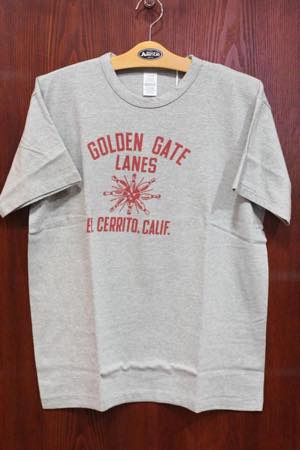 GOLDEN GATE
LANES
EL CERRITO, CALIF.